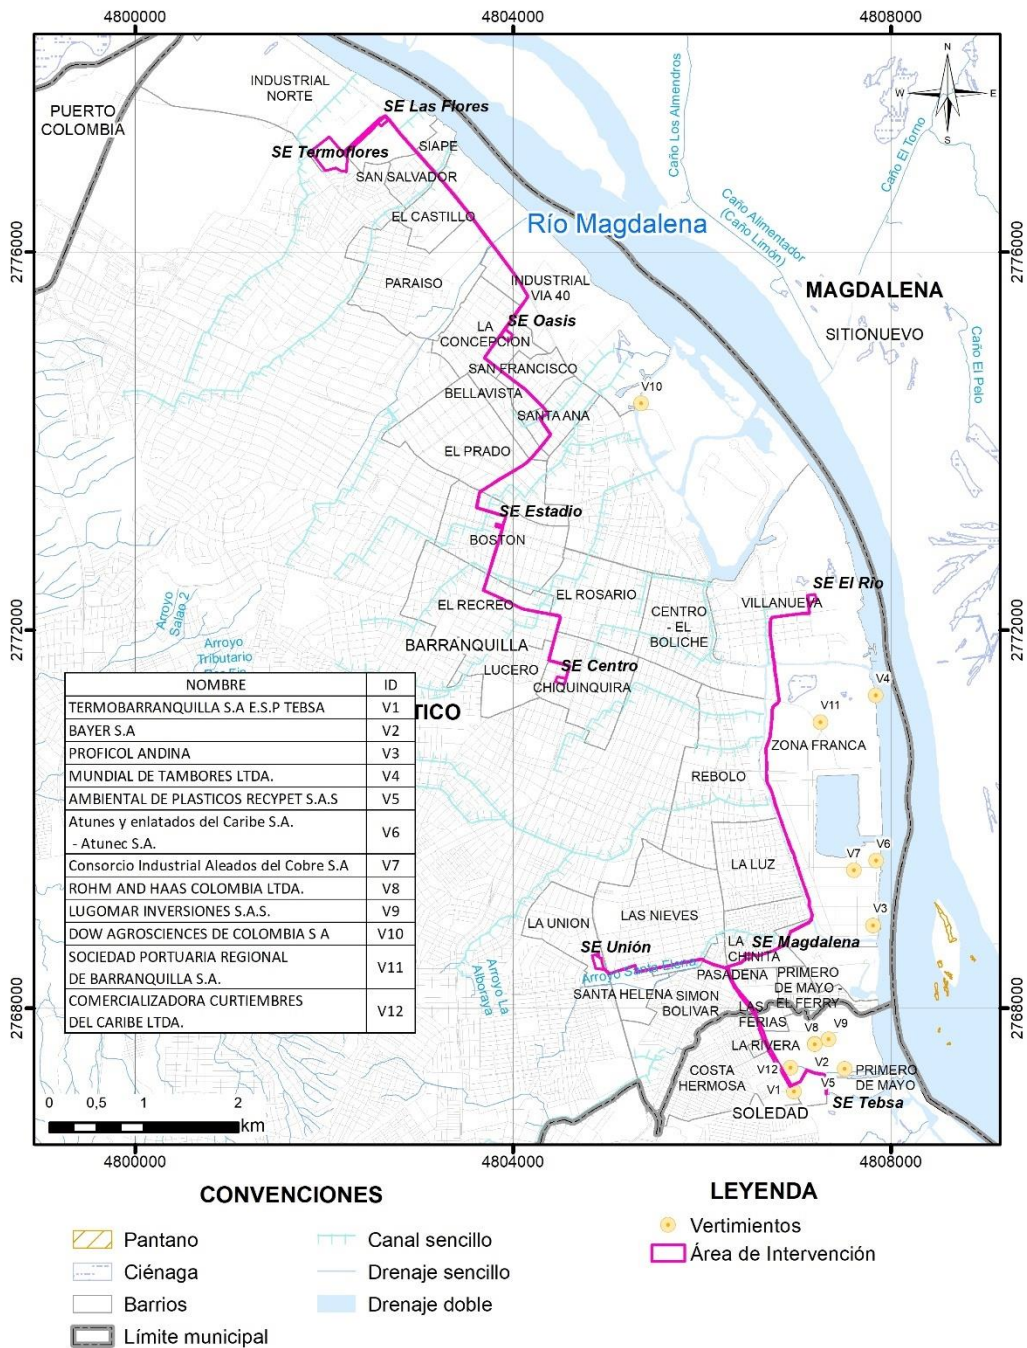 4800000
4804000
4808000
INDUSTRIAL
NORTE
SE Las Flores
PUERTO
COLOMBIA
N
W
E
S
SE Termoflores
SIAPE
SAN SALVADOR
Caño Los Almendros
Caño El Torno
EL CASTILLO
Río Magdalena
Caño Alimentador
(Caño Limón)
2776000
2776000
PARAISO
INDUSTRIAL
VIA 40
MAGDALENA
SE Oasis
SITIONUEVO
LA
CONCEPCION
Caño El Pelo
SAN FRANCISCO
BELLAVISTA
V10
SANTA ANA
EL PRADO
SE Estadio
BOSTON
SE El Río
EL ROSARIO
VILLANUEVA
EL RECREO
CENTRO
- EL
BOLICHE
2772000
2772000
Arroyo
Salao 2
Arroyo
Tributario
BARRANQUILLA
LUCERO
SE Centro
CHIQUINQUIRA
V4
V11
TICO
ZONA FRANCA
REBOLO
NOMBRE ID
TERMOBARRANQUILLA S.A E.S.P TEBSA V1
BAYER S.A V2
PROFICOL ANDINA V3
MUNDIAL DE TAMBORES LTDA. V4
AMBIENTAL DE PLASTICOS RECYPET S.A.S V5
Atunes y enlatados del Caribe S.A.
- Atunec S.A. V6
Consorcio Industrial Aleados del Cobre S.A V7
ROHM AND HAAS COLOMBIA LTDA. V8
LUGOMAR INVERSIONES S.A.S. V9
DOW AGROSCIENCES DE COLOMBIA S A V10
SOCIEDAD PORTUARIA REGIONAL
DE BARRANQUILLA S.A. V11
COMERCIALIZADORA CURTIEMBRES
DEL CARIBE LTDA. V12
V6
V7
LA LUZ
V3
LAS NIEVES
LA UNION
SE Unión
LA
CHINITA
SE Magdalena
Arroyo Santa Elena
PASADENA
PRIMERO
DE MAYO -
EL FERRY
Arroyo La
Alboraya
SANTA HELENA
SIMON
BOLIVAR
LAS
FERIAS
2768000
2768000
V8
V9
LA RIVERA
V12
V2
COSTA
HERMOSA
PRIMERO
DE MAYO
V1
V5
SE Tebsa
SOLEDAD
0 0,5 1 2
km
4800000
4804000
4808000
CONVENCIONES
Pantano
Ciénaga
Barrios
Límite municipal
Canal sencillo
Drenaje sencillo
Drenaje doble
LEYENDA
Vertimientos
Área de Intervención